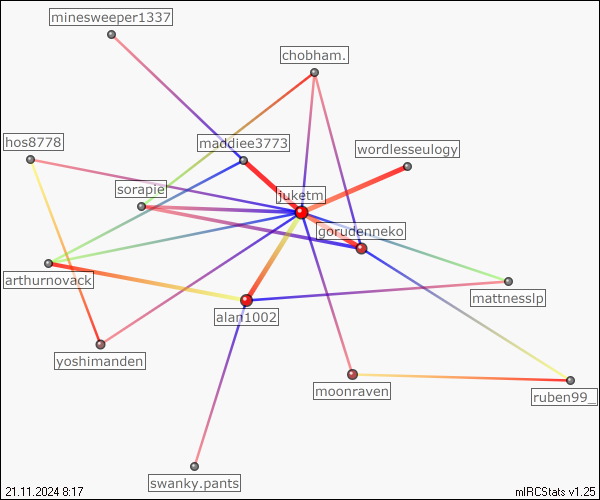 minesweeper1337
chobham.
hos8778
maddiee3773
wordlesseulogy
sorapie
juketm
gordenneko
arthurnovack
mattnesslp
alan1002
yoshimanden
moonraven
ruben99_
swanky.pants
21.11.2024 8:17
mIRCStats v1.25